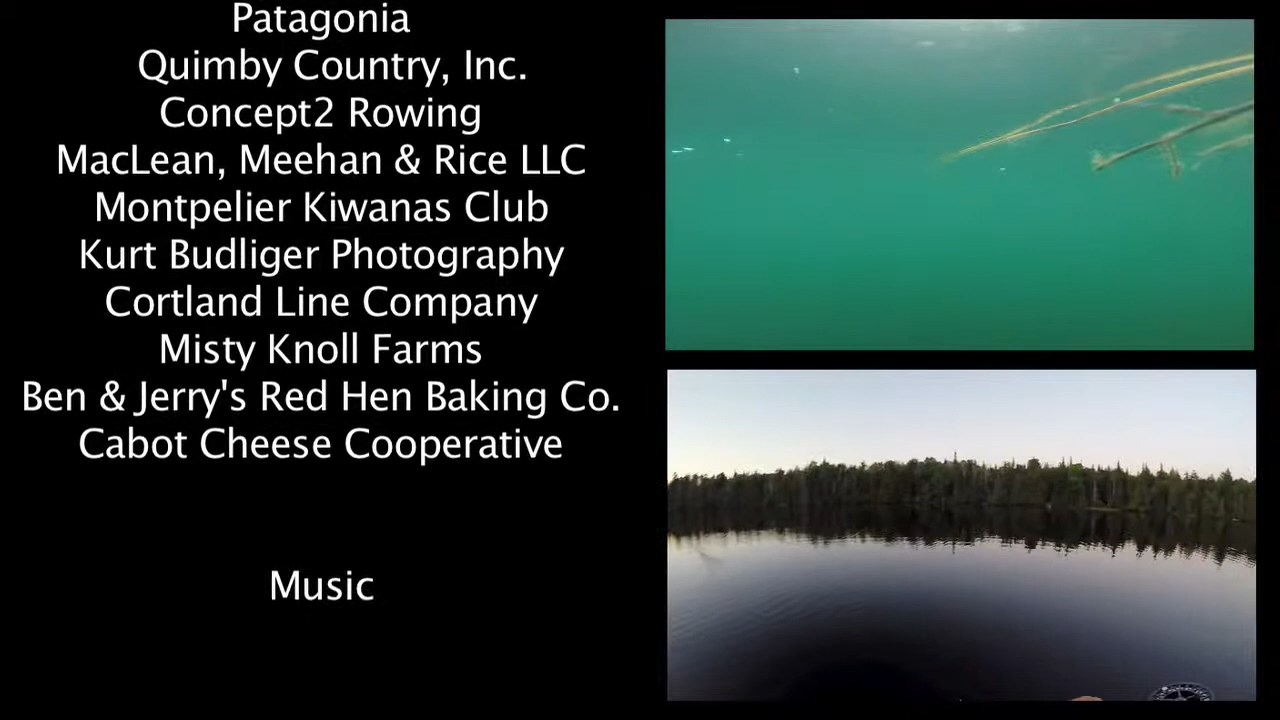 Patagonia
Quimby Country, Inc.
Concept2 Rowing
MacLean, Meehan & Rice LLC
Montpelier Kiwanas Club
Kurt Budliger Photography
Cortland Line Company
Misty Knoll Farms
Ben & Jerry's Red Hen Baking Co.
Cabot Cheese Cooperative
Music